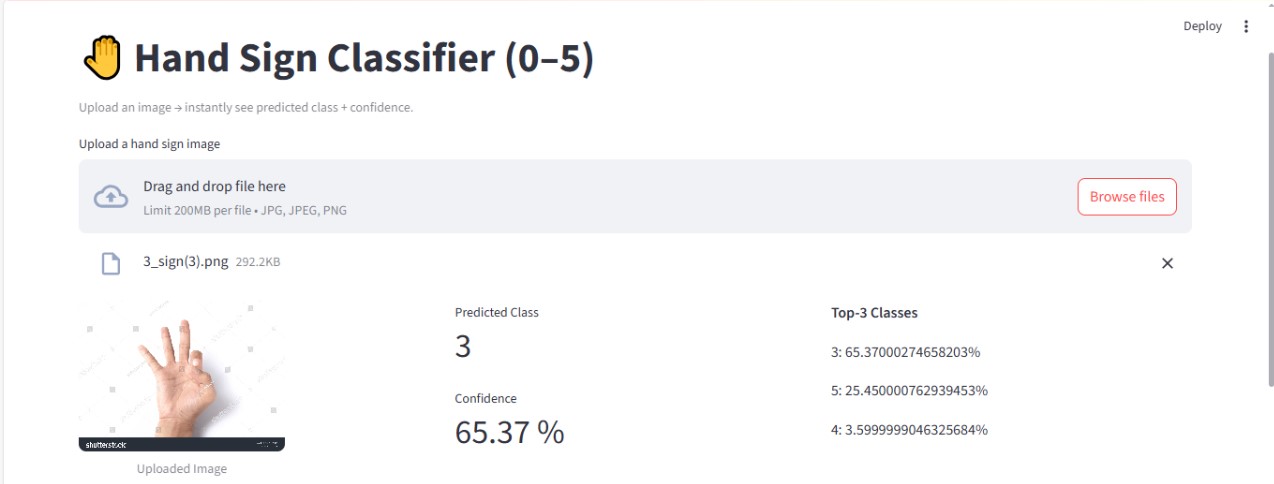 Deploy
Hand Sign Classifier (0–5)
Upload an image → instantly see predicted class + confidence.
Upload a hand sign image
Drag and drop file here
Limit 200MB per file • JPG, JPEG, PNG
Browse files
3_sign(3).png 292.2KB
Predicted Class
3
Confidence
65.37 %
Top-3 Classes
3: 65.37000274658203%
5: 25.450000762939453%
4: 3.5999999046325684%
shutterstock
Uploaded Image